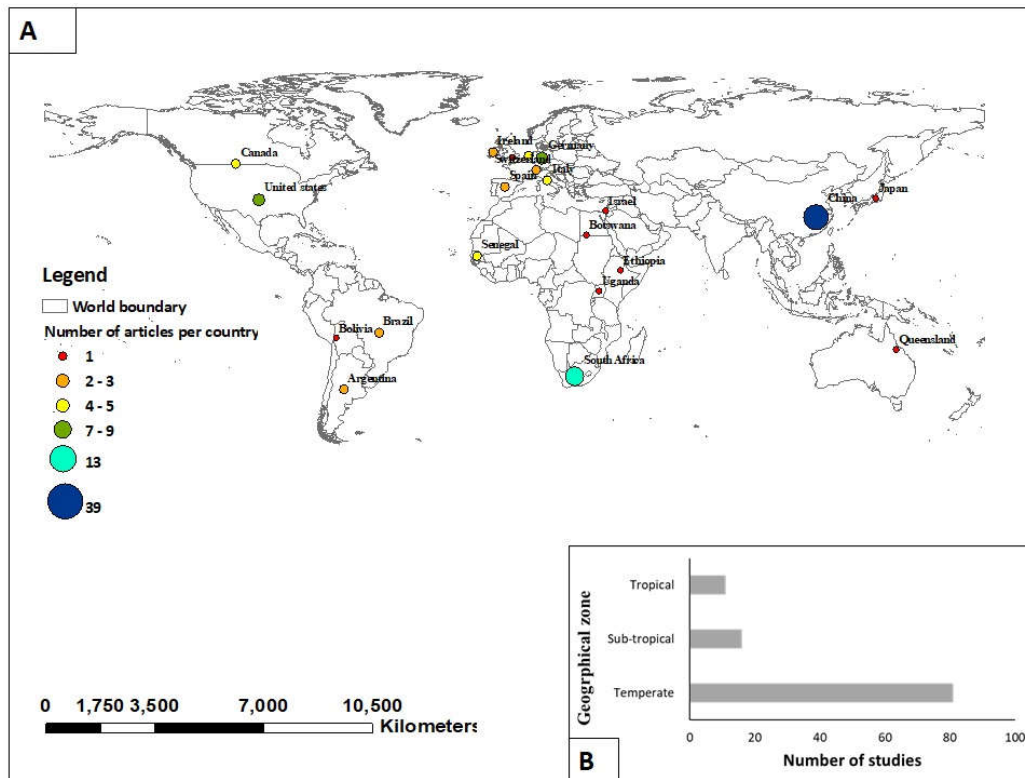 A
Canada
United states
Ireland
Germany
Switzerland
Italy
Spain
Israel
Japan
China
Botswana
Senegal
Ethiopia
Uganda
Bolivia
Brazil
Argentina
South Africa
Queensland
Legend
World boundary
Number of articles per country
1
2 - 3
4 - 5
7 - 9
13
39
0 1,750 3,500 7,000 10,500
Kilometers
Geogrphical zone
Tropical
Sub-tropical
Temperate
0 20 40 60 80 100
Number of studies
B